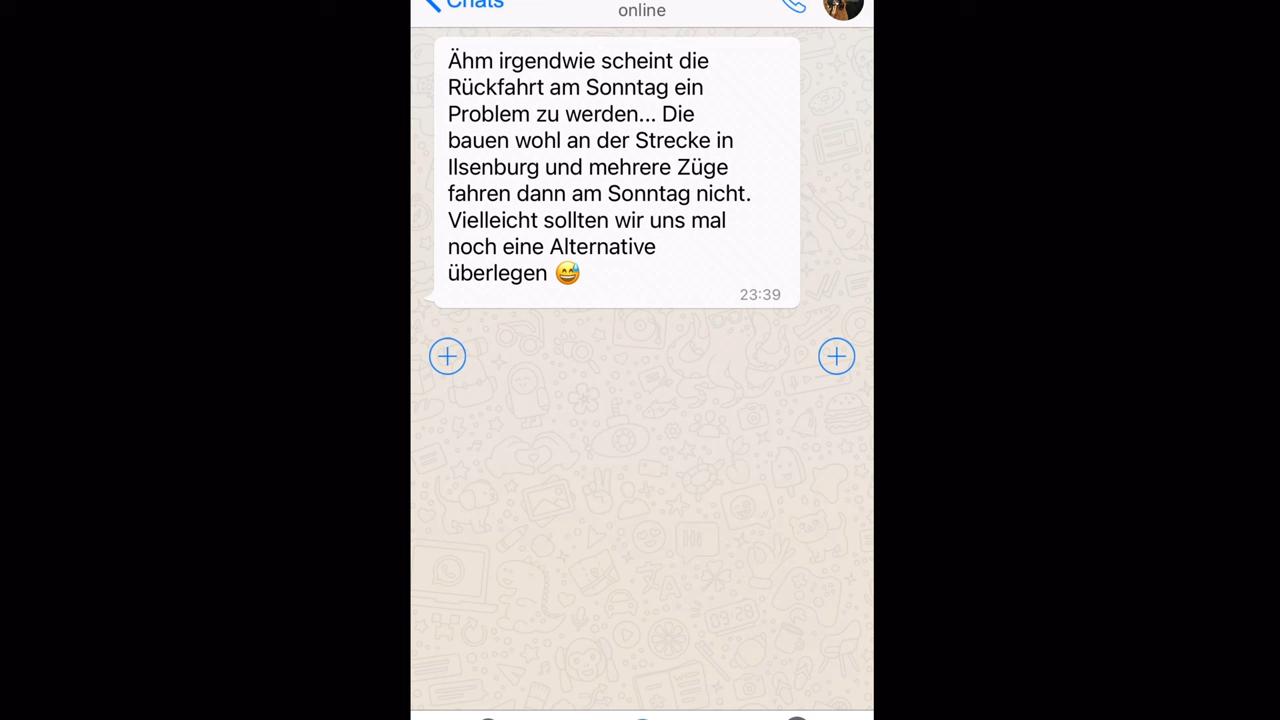 Chats
online
Ähm irgendwie scheint die
Rückfahrt am Sonntag ein
Problem zu werden... Die
bauen wohl an der Strecke in
Ilsenburg und mehrere Züge
fahren dann am Sonntag nicht.
Vielleicht sollten wir uns mal
noch eine Alternative
überlegen 😅
23:39